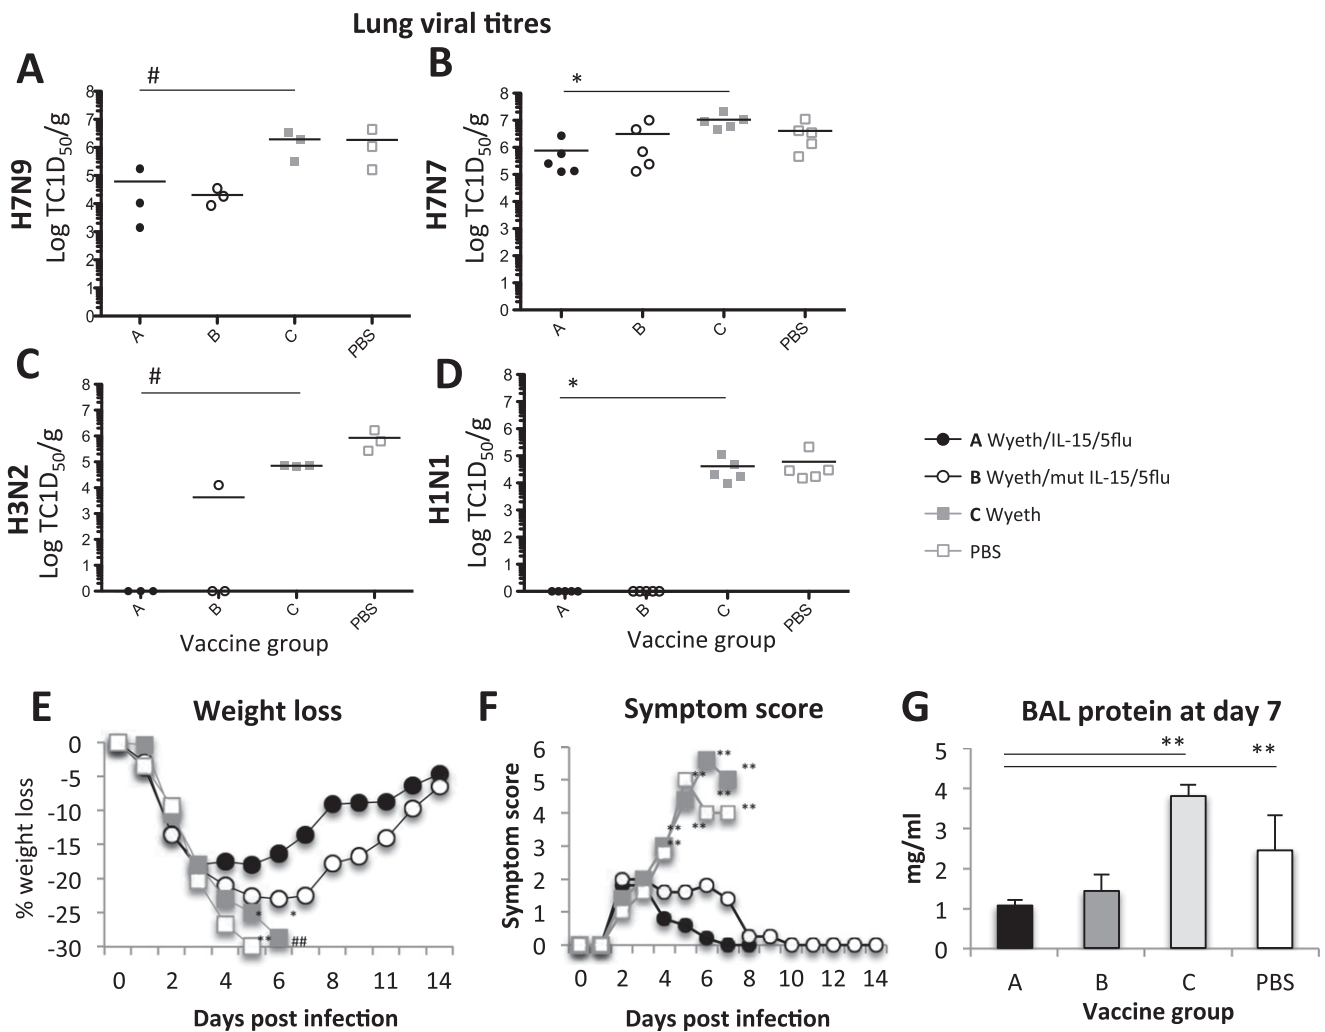 Lung viral titres
A
#
H7N9
Log TC1D50/g
8
7
6
5
4
3
2
1
0
A
B
C
PBS
B
*
H7N7
Log TC1D50/g
8
7
6
5
4
3
2
1
0
A
B
C
PBS
C
#
H3N2
Log TC1D50/g
8
7
6
5
4
3
2
1
0
A
B
C
PBS
Vaccine group
D
*
H1N1
Log TC1D50/g
8
7
6
5
4
3
2
1
0
A
B
C
PBS
Vaccine group
A Wyeth/IL-15/5flu
B Wyeth/mut IL-15/5flu
C Wyeth
PBS
E
Weight loss
% weight loss
0
-5
-10
-15
-20
-25
-30
* *
** ##
0 2 4 6 8 11 14
Days post infection
F
Symptom score
Symptom score
6
5
4
3
2
1
0
**
**
**
**
**
**
**
**
0 2 4 6 8 10 12 14
Days post infection
G
BAL protein at day 7
** **
mg/ml
5
4
3
2
1
0
A B C PBS
Vaccine group